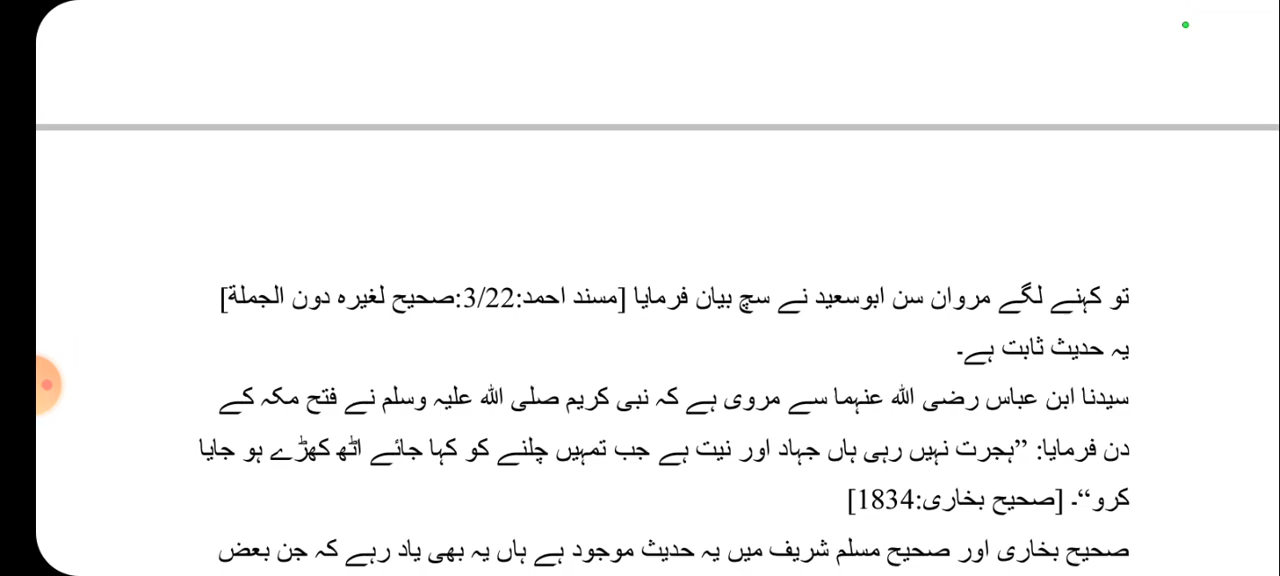 تو کہنے لگے مروان سن ابوسعید نے سچ بیان فرمایا [مسند احمد:3/22:صحیح لغیرہ دون الجملة]
یہ حدیث ثابت ہے۔
سیدنا ابن عباس رضی اللہ عنہما سے مروی ہے کہ نبی کریم صلی اللہ علیہ وسلم نے فتح مکہ کے
دن فرمایا: ”ہجرت نہیں رہی ہاں جہاد اور نیت ہے جب تمہیں چلنے کو کہا جائے اٹھ کھڑے ہو جایا
کرو“۔ [صحیح بخاری:1834]
صحیح بخاری اور صحیح مسلم شریف میں یہ حدیث موجود ہے ہاں یہ بھی یاد رہے کہ جن بعض